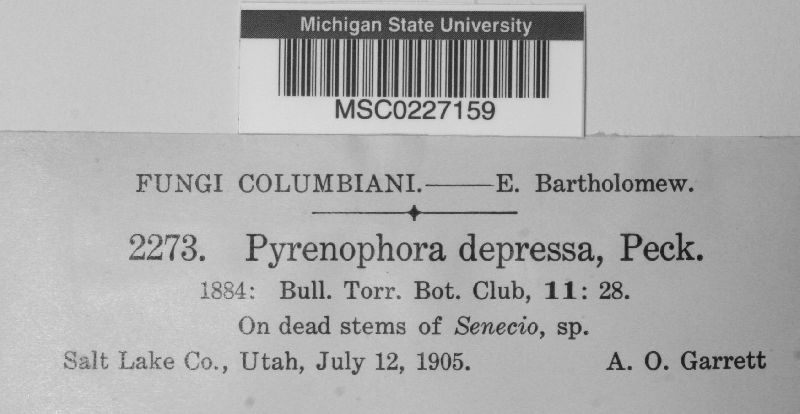 Michigan State University
MSC0227159
FUNGI COLUMBIANI.——E. Bartholomew.
2273. Pyrenophora depressa, Peck.
1884: Bull. Torr. Bot. Club, 11: 28.
On dead stems of Senecio, sp.
Salt Lake Co., Utah, July 12, 1905. A. O. Garrett